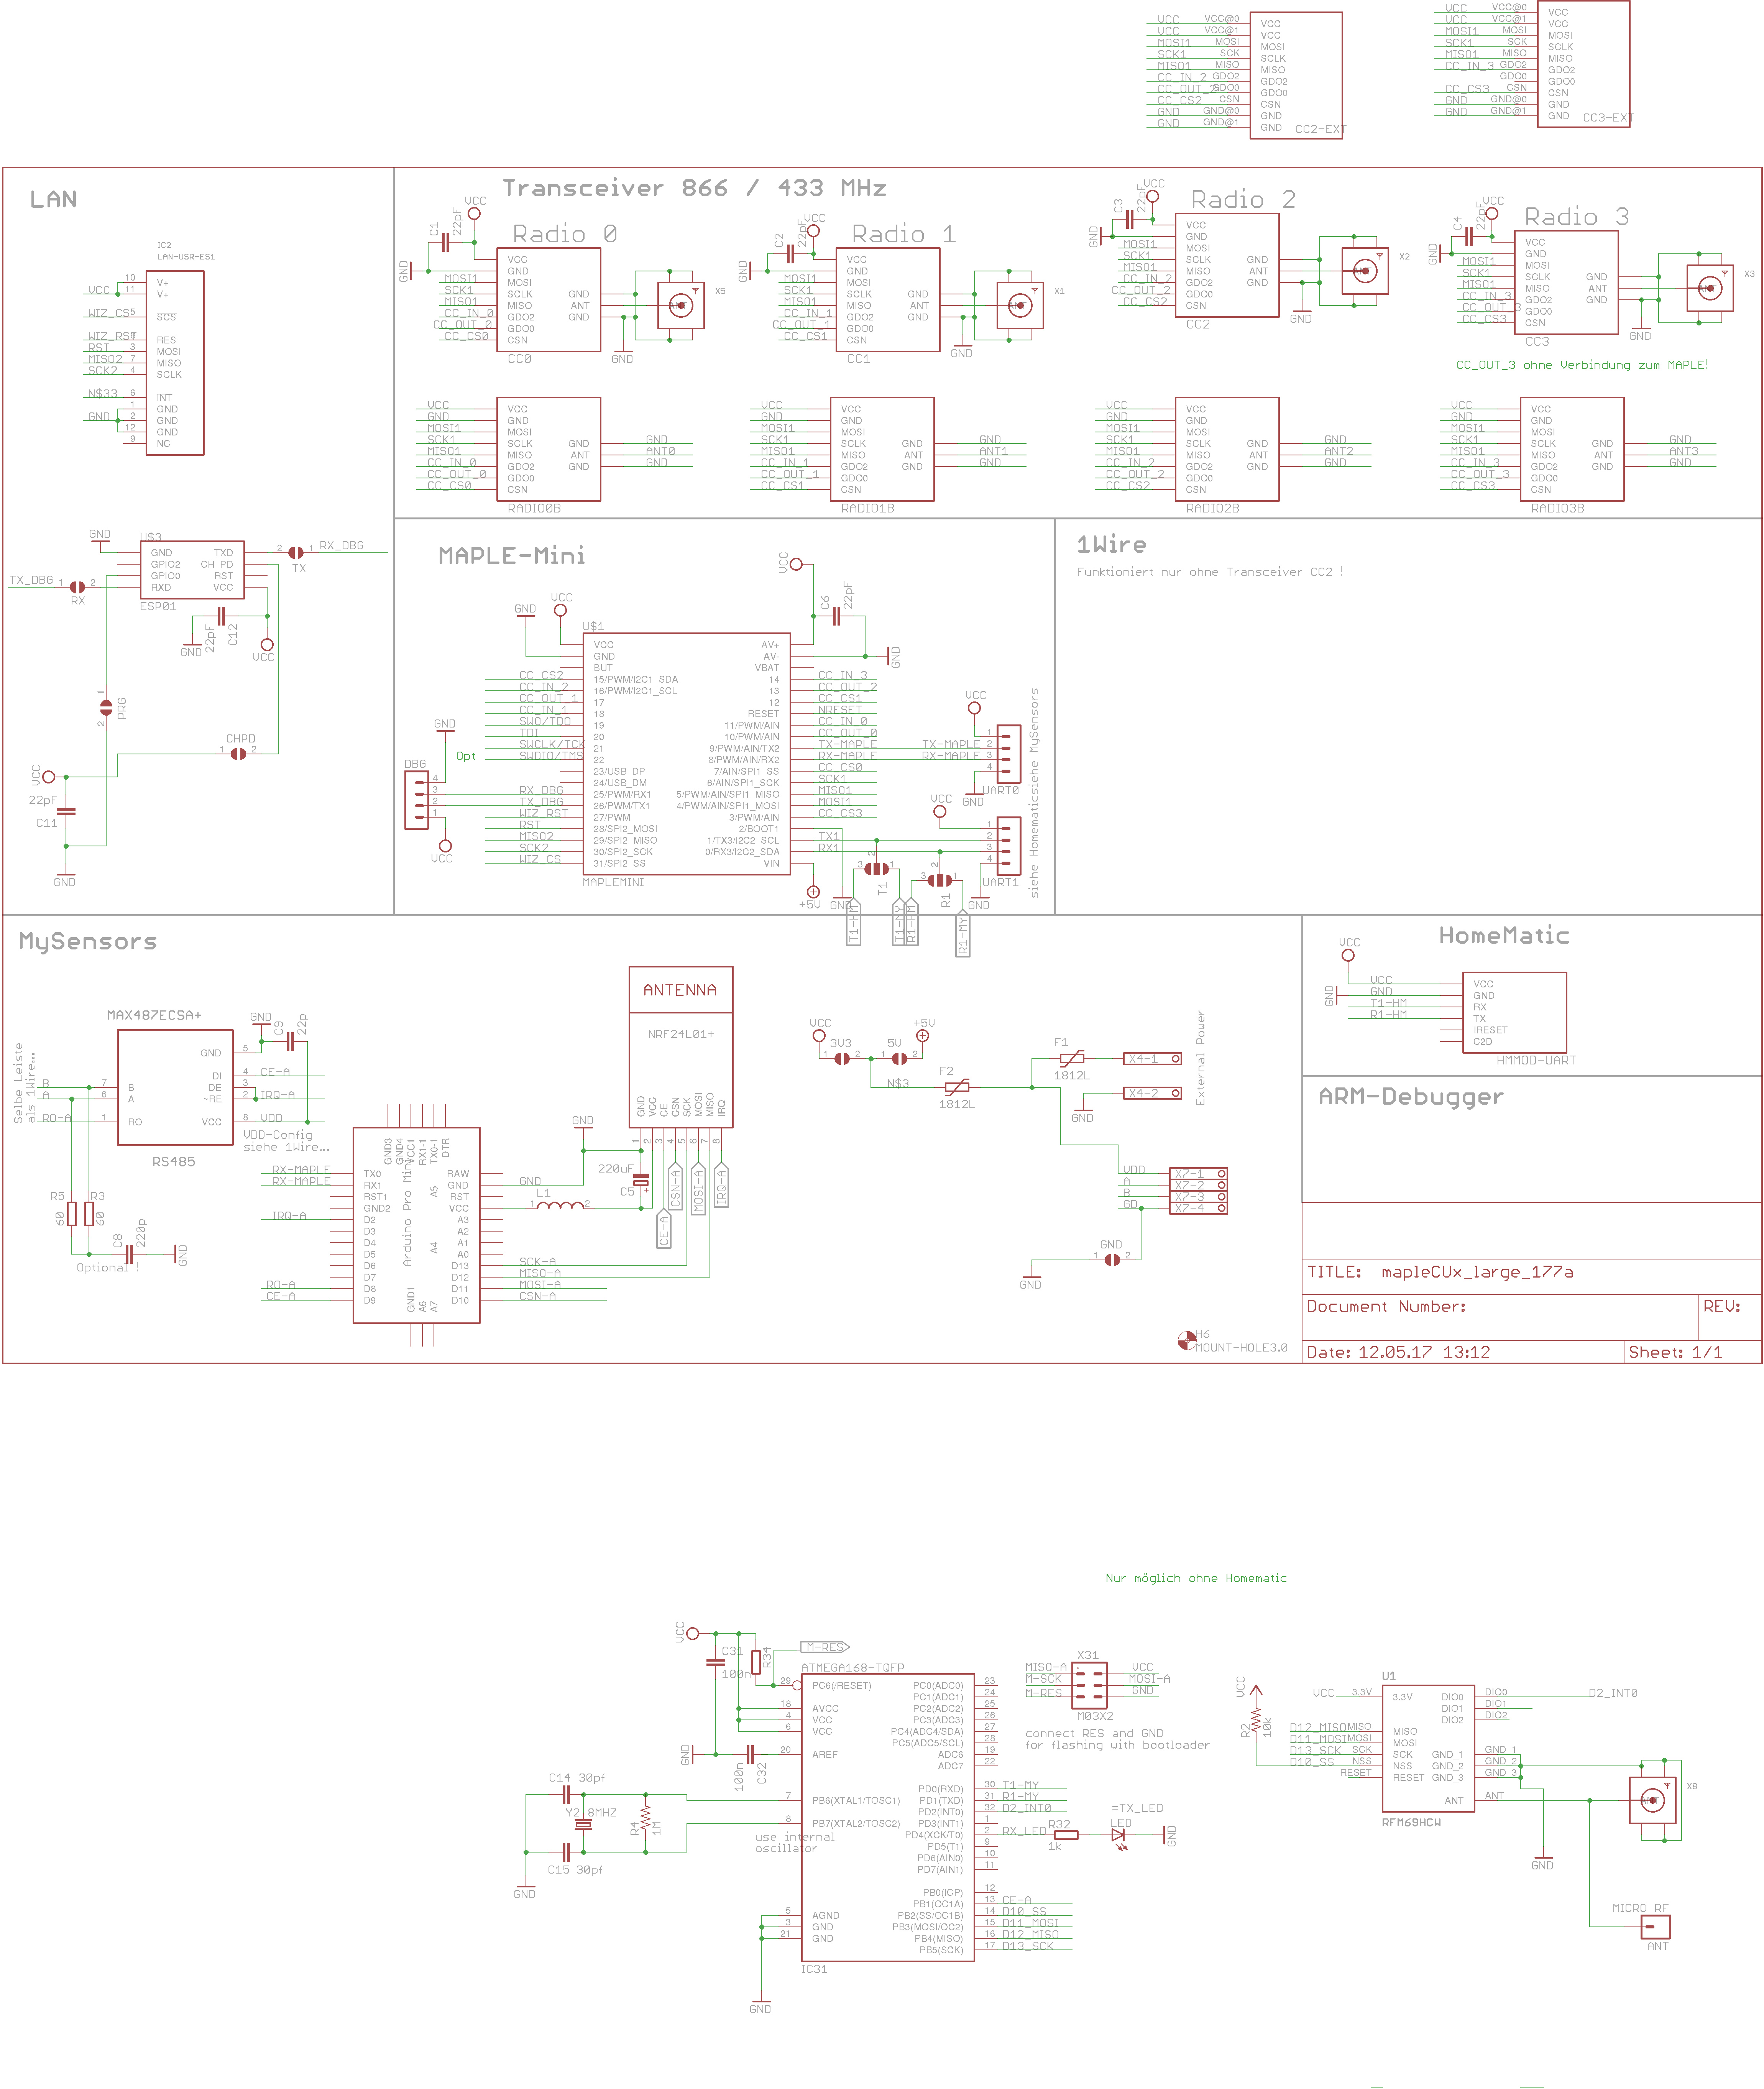 VCC VCC@0 VCC
VCC VCC@1 VCC
MOSI1 MOSI MOSI
SCK1 SCK SCLK
MISO1 MISO MISO
CC_IN_2 GDO2 GDO2
CC_OUT_2 GDO0 GDO0
CC_CS2 CSN CSN
GND GND@0 GND
GND GND@1 GND
CC2-EXT
VCC VCC@0 VCC
VCC VCC@1 VCC
MOSI1 MOSI MOSI
SCK1 SCK SCLK
MISO1 MISO MISO
CC_IN_3 GDO2 GDO2
GDO0 GDO0
CC_CS3 CSN CSN
GND GND@0 GND
GND GND@1 GND
CC3-EXT
LAN
IC2
LAN-USR-ES1
10 V+
VCC 11 V+
WIZ_CS 5 SCS
WIZ_RST RES
RST 3 MOSI
MISO2 7 MISO
SCK2 4 SCLK
N$33 6 INT
1 GND
GND 2 GND
12 GND
9 NC
Transceiver 866 / 433 MHz
Radio 0
VCC
C1 22pF
GND
VCC
GND
MOSI1 MOSI
SCK1 SCLK GND
MISO1 MISO ANT
CC_IN_0 GDO2 GND
CC_OUT_0 GDO0
CC_CS0 CSN
CC0
GND
ANT
X5
Radio 1
VCC
C2 22pF
GND
VCC
GND
MOSI1 MOSI
SCK1 SCLK GND
MISO1 MISO ANT
CC_IN_1 GDO2 GND
CC_OUT_1 GDO0
CC_CS1 CSN
CC1
GND
ANT
X1
Radio 2
VCC
C3 22pF
GND
VCC
GND
MOSI1 MOSI
SCK1 SCLK GND
MISO1 MISO ANT
CC_IN_2 GDO2 GND
CC_OUT_2 GDO0
CC_CS2 CSN
CC2
GND
ANT
X2
Radio 3
VCC
C4 22pF
GND
VCC
GND
MOSI1 MOSI
SCK1 SCLK GND
MISO1 MISO ANT
CC_IN_3 GDO2 GND
CC_OUT_3 GDO0
CC_CS3 CSN
CC3
GND
ANT
X3
CC_OUT_3 ohne Verbindung zum MAPLE!
VCC VCC
GND GND
MOSI1 MOSI
SCK1 SCLK GND GND
MISO1 MISO ANT ANT0
CC_IN_0 GDO2 GND GND
CC_OUT_0 GDO0
CC_CS0 CSN
RADIO0B
VCC VCC
GND GND
MOSI1 MOSI
SCK1 SCLK GND GND
MISO1 MISO ANT ANT1
CC_IN_1 GDO2 GND GND
CC_OUT_1 GDO0
CC_CS1 CSN
RADIO1B
VCC VCC
GND GND
MOSI1 MOSI
SCK1 SCLK GND GND
MISO1 MISO ANT ANT2
CC_IN_2 GDO2 GND GND
CC_OUT_2 GDO0
CC_CS2 CSN
RADIO2B
VCC VCC
GND GND
MOSI1 MOSI
SCK1 SCLK GND GND
MISO1 MISO ANT ANT3
CC_IN_3 GDO2 GND GND
CC_OUT_3 GDO0
CC_CS3 CSN
RADIO3B
GND
U$3
GND TXD
GPIO2 CH_PD
GPIO0 RST
RXD VCC
ESP01
2 1 RX_DBG
TX
TX_DBG 1 2
RX
22pF C12
GND
VCC
1 2 PRG
CHPD
1 2
VCC
22pF
C11
GND
MAPLE-Mini
VCC
C6 22pF
GND
VCC
GND
U$1
VCC AV+
GND AV-
BUT VBAT
CC_CS2 15/PWM/I2C1_SDA 14 CC_IN_3
CC_IN_2 16/PWM/I2C1_SCL 13 CC_OUT_2
CC_OUT_1 17 12 CC_CS1
CC_IN_1 18 RESET NRESET
SWO/TDO 19 11/PWM/AIN CC_IN_0
TDI 20 10/PWM/AIN CC_OUT_0
SWCLK/TCK 21 9/PWM/AIN/TX2 TX-MAPLE TX-MAPLE
SWDIO/TMS 22 8/PWM/AIN/RX2 RX-MAPLE RX-MAPLE
23/USB_DP 7/AIN/SPI1_SS CC_CS0
24/USB_DM 6/AIN/SPI1_SCK SCK1
RX_DBG 25/PWM/RX1 5/PWM/AIN/SPI1_MISO MISO1
TX_DBG 26/PWM/TX1 4/PWM/AIN/SPI1_MOSI MOSI1
WIZ_RST 27/PWM 3/PWM/AIN CC_CS3
RST 28/SPI2_MOSI 2/BOOT1
MISO2 29/SPI2_MISO 1/TX3/I2C2_SCL TX1
SCK2 30/SPI2_SCK 0/RX3/I2C2_SDA RX1
WIZ_CS 31/SPI2_SS VIN
MAPLEMINI
GND
Opt
DBG
4
3
2
1
VCC
+5V
GND
VCC
1
2
3
4
GND
UART0
siehe MySensors
VCC
1
2
3
4
GND
UART1
siehe Homematic
3 2 1
T1
3 2 1
R1
T1-HM
T1-MY
R1-HM
R1-MY
1Wire
Funktioniert nur ohne Transceiver CC2 !
MySensors
MAX487ECSA+
GND
C9 22p
GND 5
DI 4 CE-A
B 7 B DE 3
A 6 A ~RE 2 IRQ-A
RO-A 1 RO VCC 8 VDD
RS485
Selbe Leiste
als 1Wire...
VDD-Config
siehe 1Wire...
R5 60
R3 60
C8 220p
GND
Optional !
GND3
GND4
VCC1
RX1-1
TX0-1
DTR
Arduino Pro Mini
RX-MAPLE TX0 RAW
RX-MAPLE RX1 A5 GND GND
RST1 RST
GND2 VCC
IRQ-A D2 A3
D3 A2
D4 A4 A1
D5 A0
D6 D13 SCK-A
D7 D12 MISO-A
RO-A D8 D11 MOSI-A
CE-A D9 D10 CSN-A
GND1
A6
A7
L1
1 2
GND
220uF
C5
ANTENNA
NRF24L01+
GND VCC CE CSN SCK MOSI MISO IRQ
1 2 3 4 5 6 7 8
CE-A
CSN-A
MOSI-A
IRQ-A
VCC
+5V
3V3
1 2
5V
1 2
N$3
F1
1812L
F2
1812L
X4-1
X4-2
GND
External Power
VDD X7-1
A X7-2
B X7-3
GD X7-4
GND
1 2
GND
H6
MOUNT-HOLE3.0
HomeMatic
VCC
GND
VCC VCC
GND GND
T1-HM RX
R1-HM TX
!RESET
C2D
HMMOD-UART
ARM-Debugger
TITLE: mapleCUx_large_177a
Document Number:
REV:
Date: 12.05.17 13:12
Sheet: 1/1
Nur möglich ohne Homematic
VCC
C31
100n
R34
M-RES
ATMEGA168-TQFP
29 PC6(/RESET) PC0(ADC0) 23
PC1(ADC1) 24
18 AVCC PC2(ADC2) 25
4 VCC PC3(ADC3) 26
6 VCC PC4(ADC4/SDA) 27
PC5(ADC5/SCL) 28
20 AREF ADC6 19
ADC7 22
PD0(RXD) 30 T1-MY
7 PB6(XTAL1/TOSC1) PD1(TXD) 31 R1-MY
PD2(INT0) 32 D2_INT0
8 PB7(XTAL2/TOSC2) PD3(INT1) 1
PD4(XCK/T0) 2 RX_LED
PD5(T1) 9
PD6(AIN0) 10
PD7(AIN1) 11
PB0(ICP) 12
PB1(OC1A) 13 CE-A
5 AGND PB2(SS/OC1B) 14 D10_SS
3 GND PB3(MOSI/OC2) 15 D11_MOSI
21 GND PB4(MISO) 16 D12_MISO
PB5(SCK) 17 D13_SCK
IC31
GND
GND
100n
C32
C14 30pf
Y2 8MHZ
C15 30pf
R4
1M
GND
use internal
oscillator
R32
1k
=TX_LED
LED
GND
X31
MISO-A VCC
M-SCK MOSI-A
M-RES GND
M03X2
connect RES and GND
for flashing with bootloader
VCC
R2
10k
U1
VCC 3.3V 3.3V DIO0 DIO0 D2_INT0
DIO1 DIO1
DIO2 DIO2
D12_MISO MISO MISO
D11_MOSI MOSI MOSI
D13_SCK SCK SCK GND_1 GND_1
D10_SS NSS NSS GND_2 GND_2
RESET RESET GND_3 GND_3
ANT ANT
RFM69HCW
GND
ANT
X8
MICRO RF
ANT